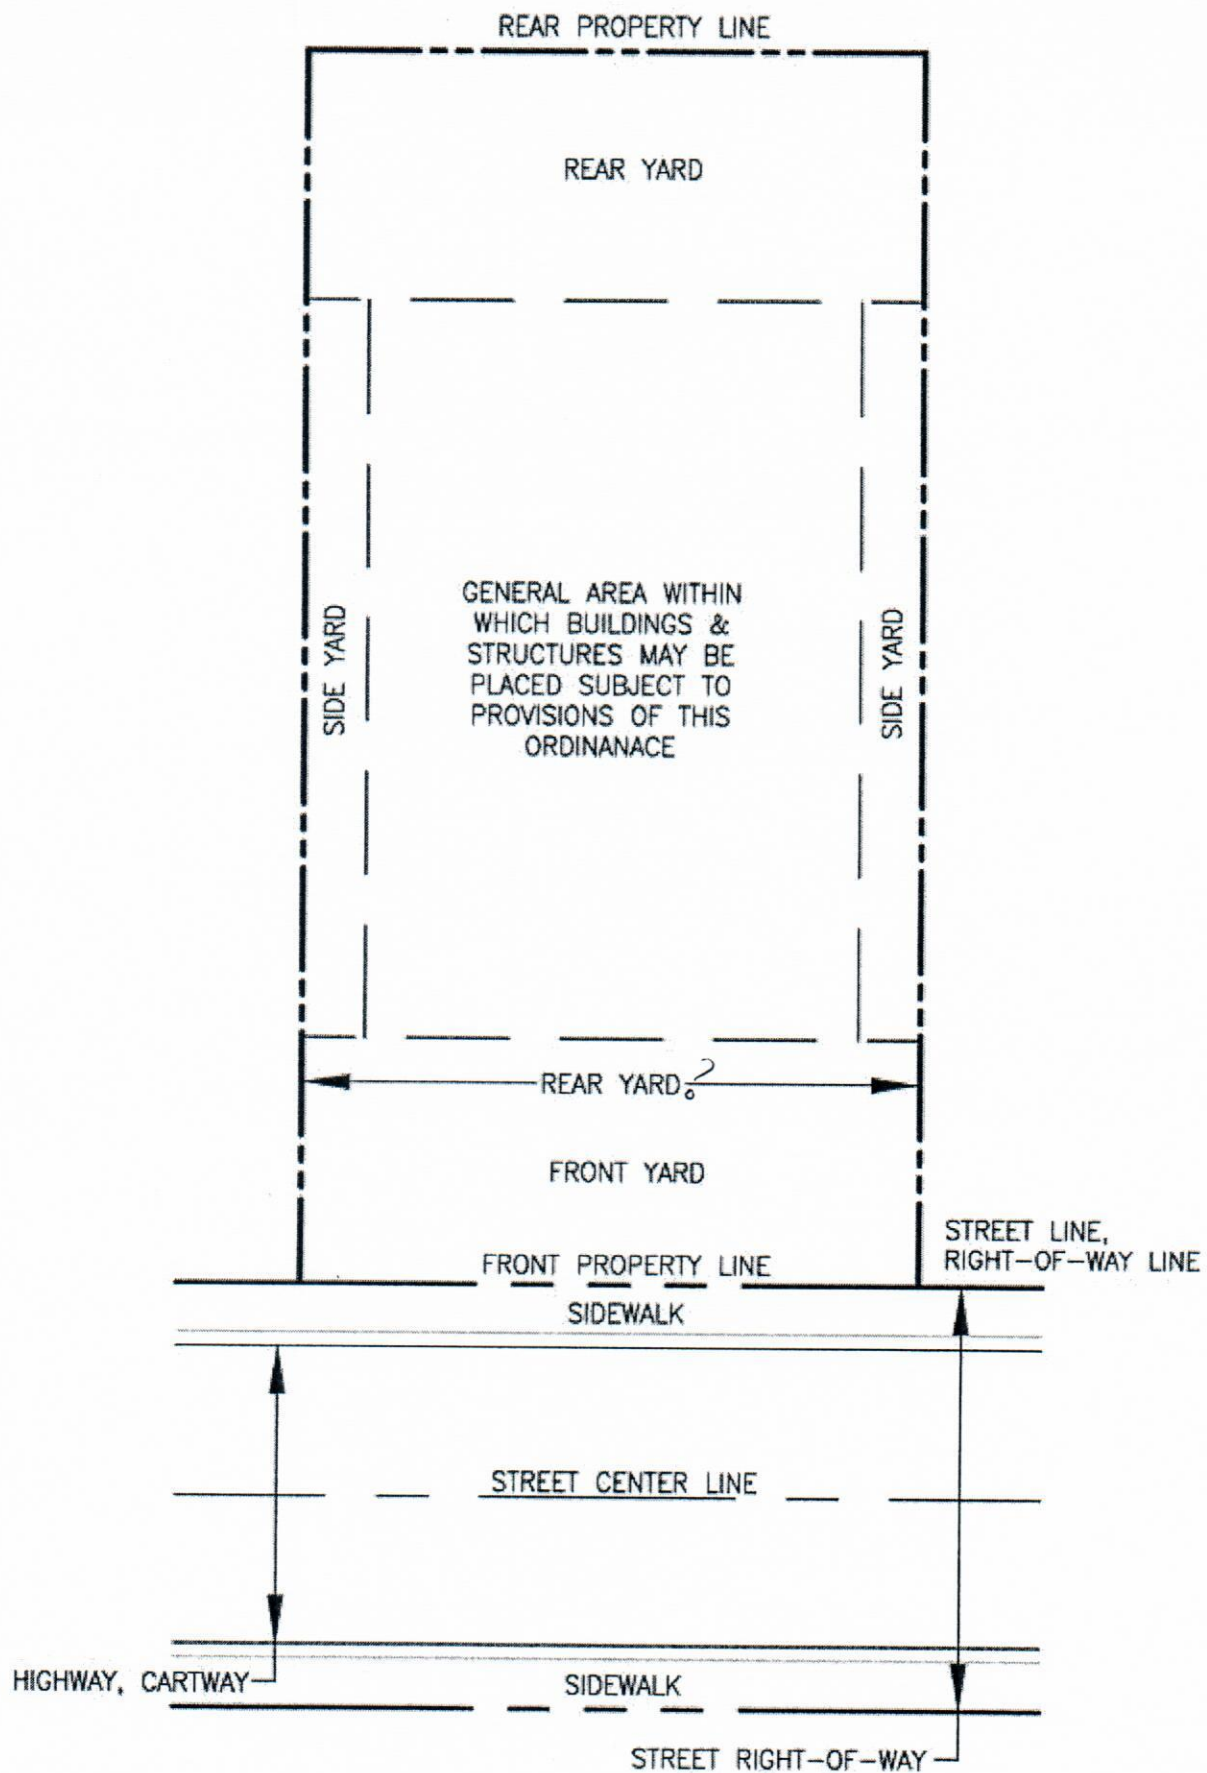 REAR PROPERTY LINE
REAR YARD
SIDE YARD
GENERAL AREA WITHIN
WHICH BUILDINGS &
STRUCTURES MAY BE
PLACED SUBJECT TO
PROVISIONS OF THIS
ORDINANACE
SIDE YARD
REAR YARD ?
FRONT YARD
FRONT PROPERTY LINE
STREET LINE,
RIGHT-OF-WAY LINE
SIDEWALK
STREET CENTER LINE
HIGHWAY, CARTWAY
SIDEWALK
STREET RIGHT-OF-WAY